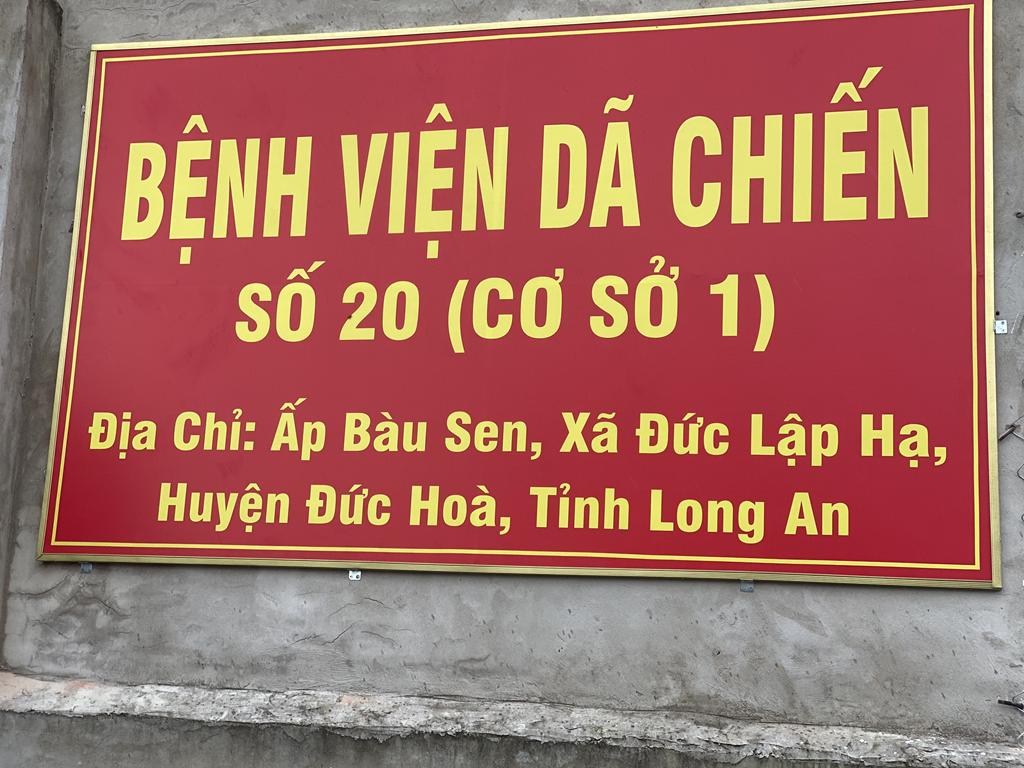 BỆNH VIỆN DÃ CHIẾN
SỐ 20 (CƠ SỞ 1)
Địa Chỉ: Ấp Bàu Sen, Xã Đức Lập Hạ,
Huyện Đức Hoà, Tỉnh Long An